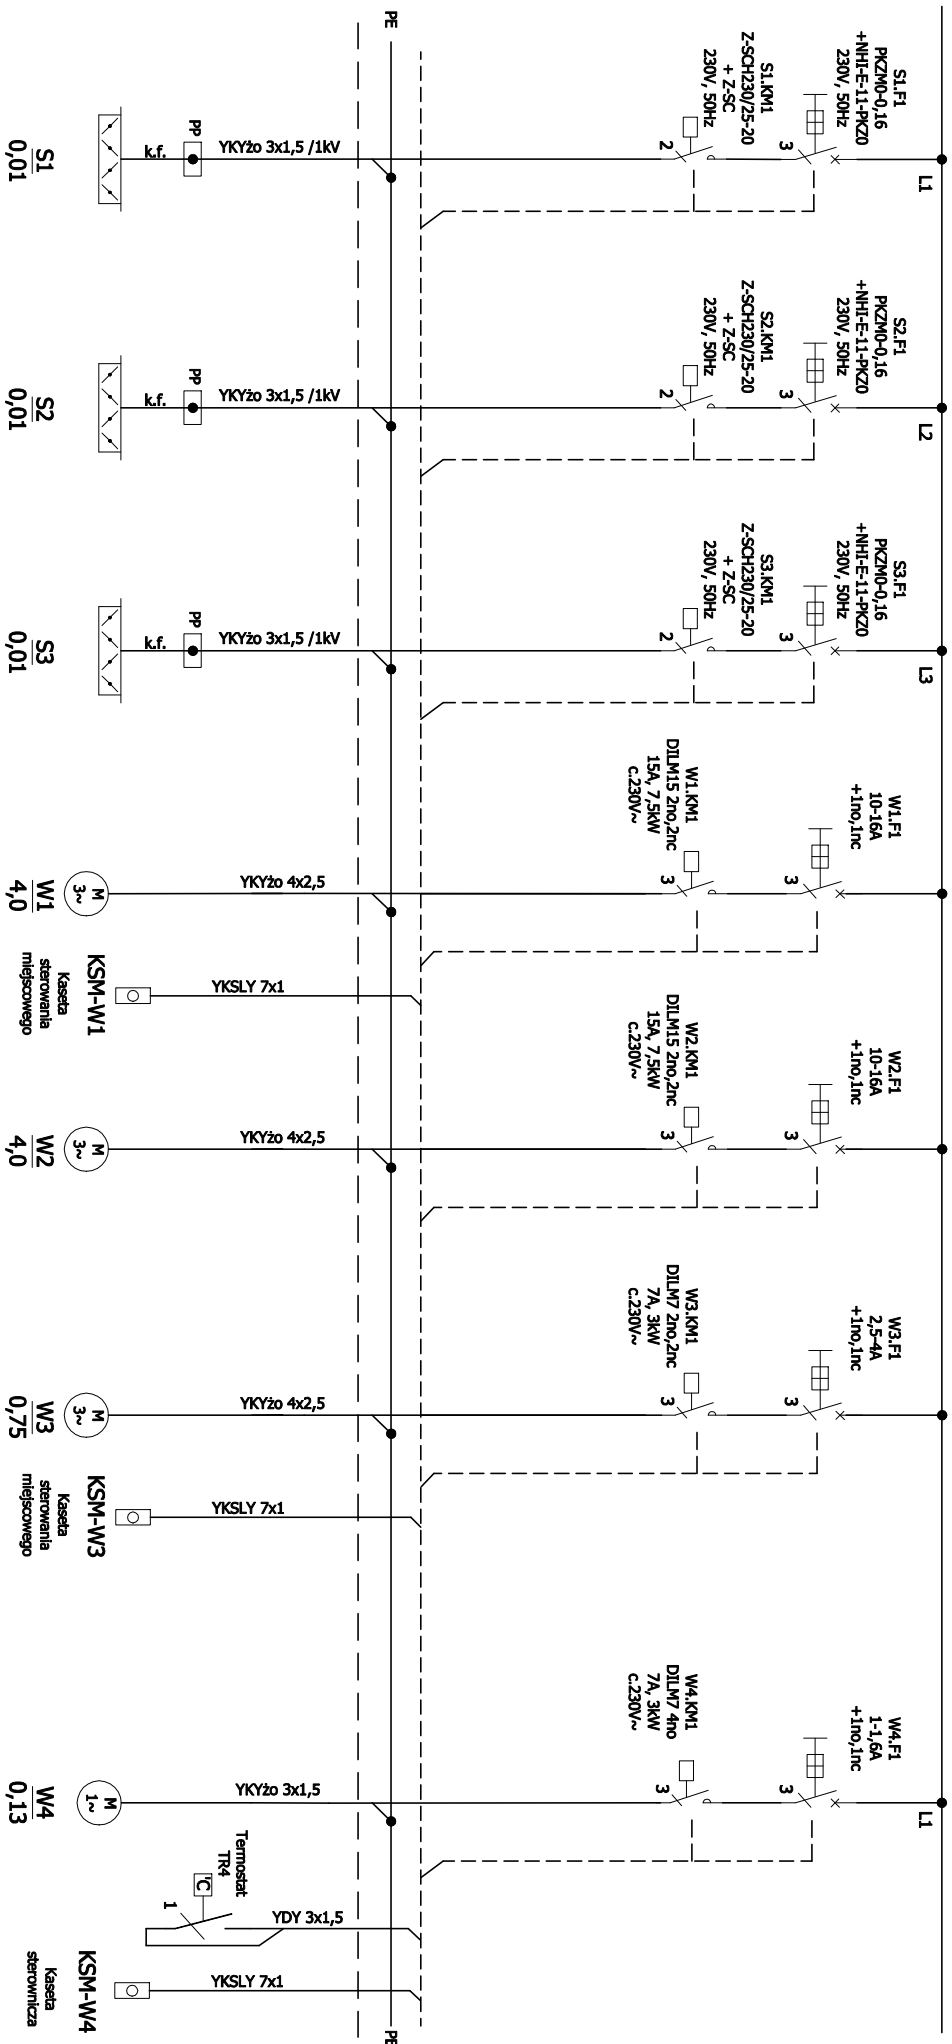 PE
S1.F1
PKZM0-0,16
+NHI-E-11-PKZ0
230V, 50Hz
3
L1
S1.KM1
Z-SCH230/25-20
+ Z-SC
230V, 50Hz
2
YKYżo 3x1,5 /1kV
PP
k.f.
S1
0,01
S2.F1
PKZM0-0,16
+NHI-E-11-PKZ0
230V, 50Hz
3
L2
S2.KM1
Z-SCH230/25-20
+ Z-SC
230V, 50Hz
2
YKYżo 3x1,5 /1kV
PP
k.f.
S2
0,01
S3.F1
PKZM0-0,16
+NHI-E-11-PKZ0
230V, 50Hz
3
L3
S3.KM1
Z-SCH230/25-20
+ Z-SC
230V, 50Hz
2
YKYżo 3x1,5 /1kV
PP
k.f.
S3
0,01
W1.F1
10-16A
+1no,1nc
3
W1.KM1
DILM15 2no,2nc
15A, 7,5kW
c.230V~
3
YKYżo 4x2,5
M
3~
W1
4,0
YKSLY 7x1
KSM-W1
Kaseta
sterowania
miejscowego
W2.F1
10-16A
+1no,1nc
3
W2.KM1
DILM15 2no,2nc
15A, 7,5kW
c.230V~
3
YKYżo 4x2,5
M
3~
W2
4,0
W3.F1
2,5-4A
+1no,1nc
3
W3.KM1
DILM7 2no,2nc
7A, 3kW
c.230V~
3
YKYżo 4x2,5
M
3~
W3
0,75
YKSLY 7x1
KSM-W3
Kaseta
sterowania
miejscowego
W4.F1
1-1,6A
+1no,1nc
3
L1
W4.KM1
DILM7 4no
7A, 3kW
c.230V~
3
YKYżo 3x1,5
M
1~
W4
0,13
Termostat
TR4
'C
1
YDY 3x1,5
YKSLY 7x1
KSM-W4
Kaseta
sterownicza
PE